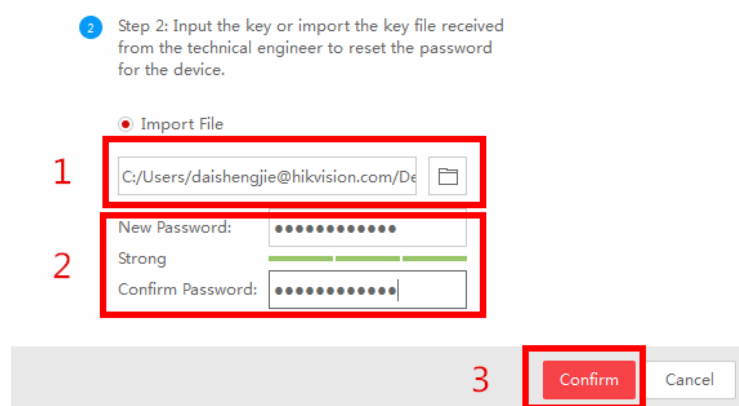 2 Step 2: Input the key or import the key file received
from the technical engineer to reset the password
for the device.
Import File
1
C:/Users/daishengjie@hikvision.com/De
New Password: ●●●●●●●●●●●●
2
Strong
Confirm Password: ●●●●●●●●●●●●
3 Confirm Cancel